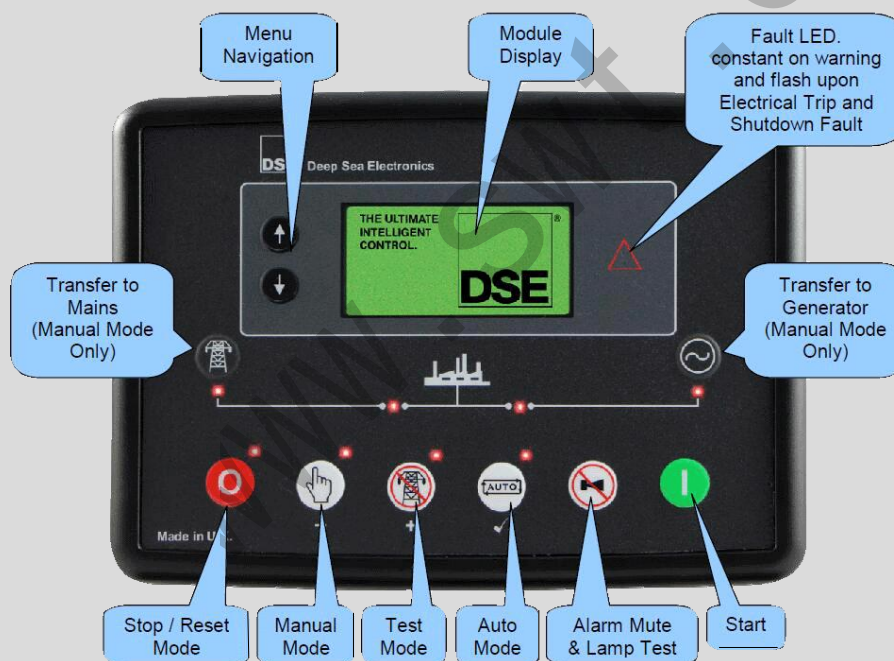 Menu
Navigation
Module
Display
Fault LED.
constant on warning
and flash upon
Electrical Trip and
Shutdown Fault
DSE Deep Sea Electronics
THE ULTIMATE
INTELLIGENT
CONTROL.
®
DSE
Transfer to
Mains
(Manual Mode
Only)
Transfer to
Generator
(Manual Mode
Only)
AUTO
Made in U.K.
- + ✓
Stop / Reset
Mode
Manual
Mode
Test
Mode
Auto
Mode
Alarm Mute
& Lamp Test
Start